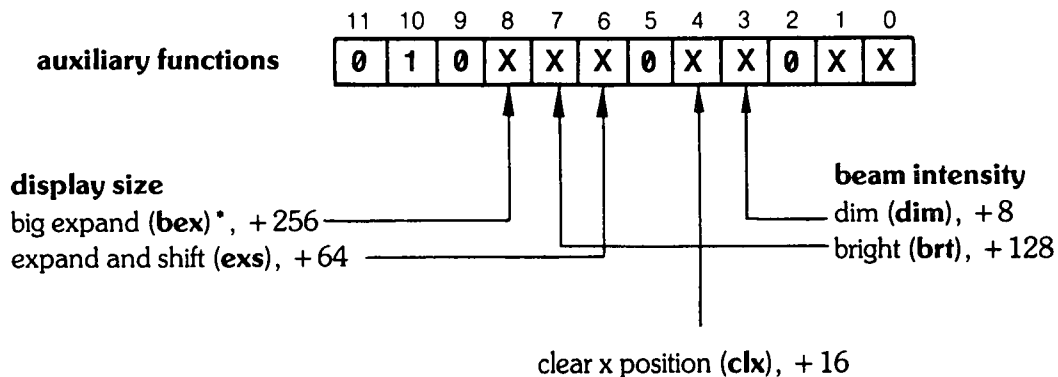 11 10 9 8 7 6 5 4 3 2 1 0
auxiliary functions 0 1 0 X X X 0 X X 0 X X
display size
big expand (bex)*, +256
expand and shift (exs), +64
beam intensity
dim (dim), +8
bright (brt), +128
clear x position (clx), +16